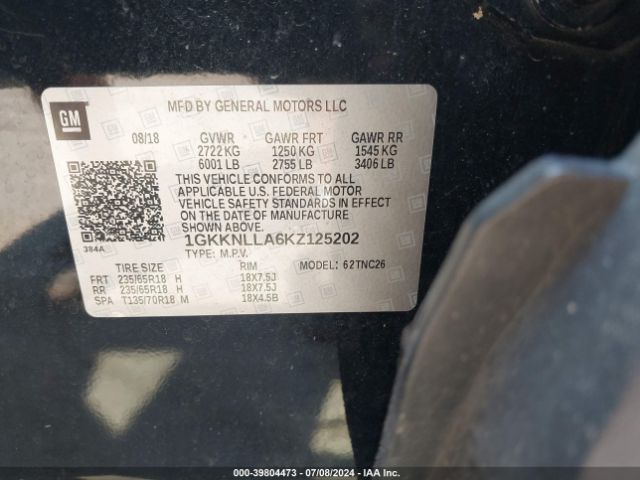 GM
MFD BY GENERAL MOTORS LLC
08/18 GVWR GAWR FRT GAWR RR
2722 KG 1250 KG 1545 KG
6001 LB 2755 LB 3406 LB
THIS VEHICLE CONFORMS TO ALL
APPLICABLE U.S. FEDERAL MOTOR
VEHICLE SAFETY STANDARDS IN EFFECT
ON THE DATE OF MANUFACTURE
SHOWN ABOVE.
384A
1GKKNLLA6KZ125202
TYPE: M.P.V.
TIRE SIZE RIM MODEL: 62TNC26
FRT 235/65R18 H 18X7.5J
RR 235/65R18 H 18X7.5J
SPA T135/70R18 M 18X4.5B
000-39804473 - 07/08/2024 - IAA Inc.